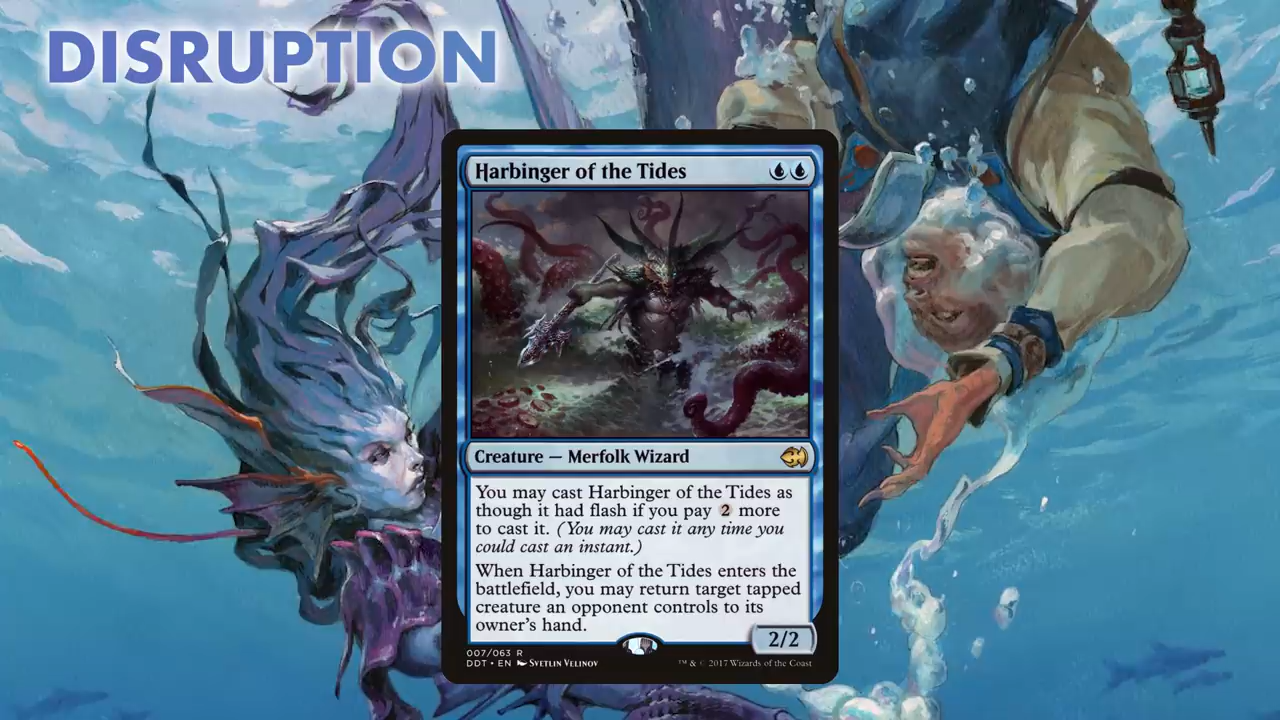 DISRUPTION
Harbinger of the Tides
Creature — Merfolk Wizard
You may cast Harbinger of the Tides as
though it had flash if you pay 2 more
to cast it. (You may cast it any time you
could cast an instant.)
When Harbinger of the Tides enters the
battlefield, you may return target tapped
creature an opponent controls to its
owner's hand.
2/2
007/063 R
DDT • EN Svetlin Velinov
™ & © 2017 Wizards of the Coast